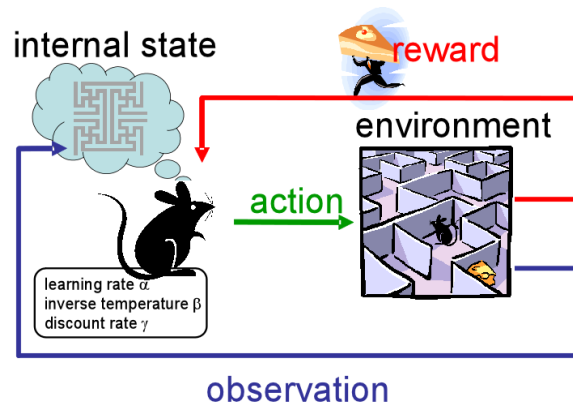 internal state
reward
environment
action
learning rate α
inverse temperature β
discount rate γ
observation